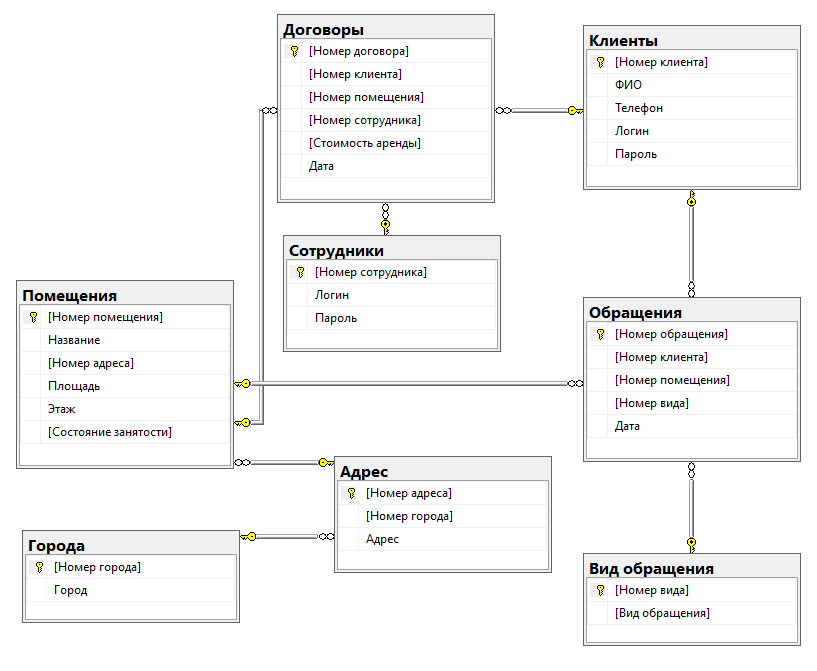 Договоры
[Номер договора]
[Номер клиента]
[Номер помещения]
[Номер сотрудника]
[Стоимость аренды]
Дата
Клиенты
[Номер клиента]
ФИО
Телефон
Логин
Пароль
Сотрудники
[Номер сотрудника]
Логин
Пароль
Помещения
[Номер помещения]
Название
[Номер адреса]
Площадь
Этаж
[Состояние занятости]
Обращения
[Номер обращения]
[Номер клиента]
[Номер помещения]
[Номер вида]
Дата
Адрес
[Номер адреса]
[Номер города]
Адрес
Города
[Номер города]
Город
Вид обращения
[Номер вида]
[Вид обращения]